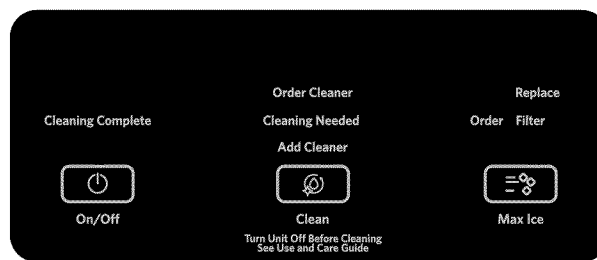 Order Cleaner
Replace
Cleaning Complete
Cleaning Needed
Order Filter
Add Cleaner
On/Off
Clean
Max Ice
Turn Unit Off Before Cleaning
See Use and Care Guide